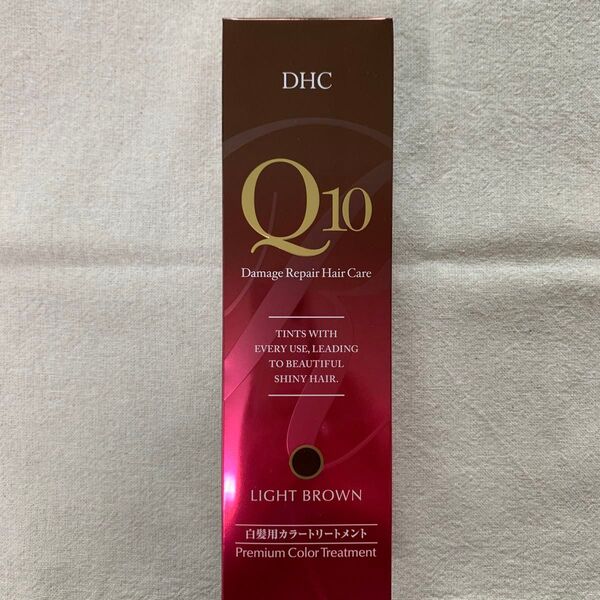 DHC
Q10
Damage Repair Hair Care
TINTS WITH
EVERY USE, LEADING
TO BEAUTIFUL
SHINY HAIR.
LIGHT BROWN
白髪用カラートリートメント
Premium Color Treatment